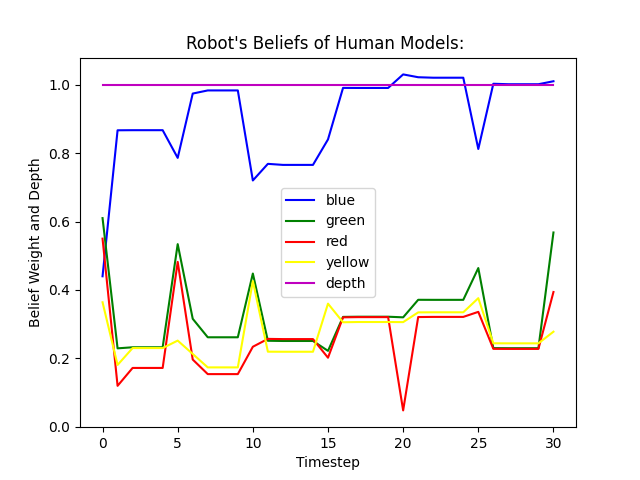 Robot's Beliefs of Human Models:
Belief Weight and Depth
1.0
0.8
0.6
0.4
0.2
0.0
blue
green
red
yellow
depth
0 5 10 15 20 25 30
Timestep